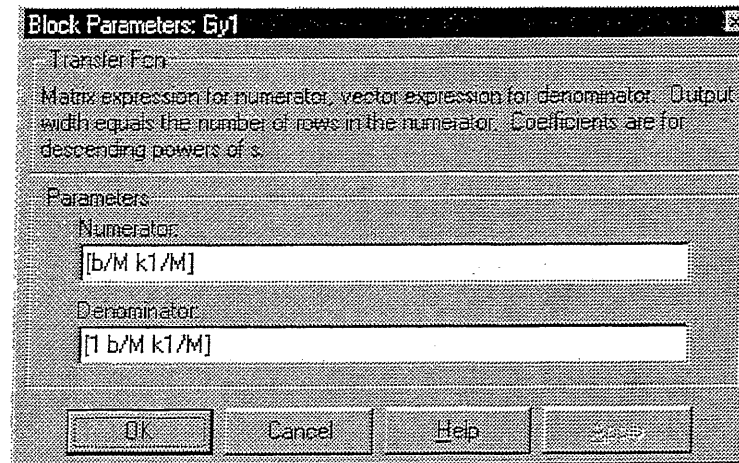 Block Parameters: Gy1
Transfer Fcn
Matrix expression for numerator, vector expression for denominator. Output
width equals the number of rows in the numerator. Coefficients are for
descending powers of s.
Parameters
Numerator:
[b/M k1/M]
Denominator:
[1 b/M k1/M]
OK Cancel Help Apply